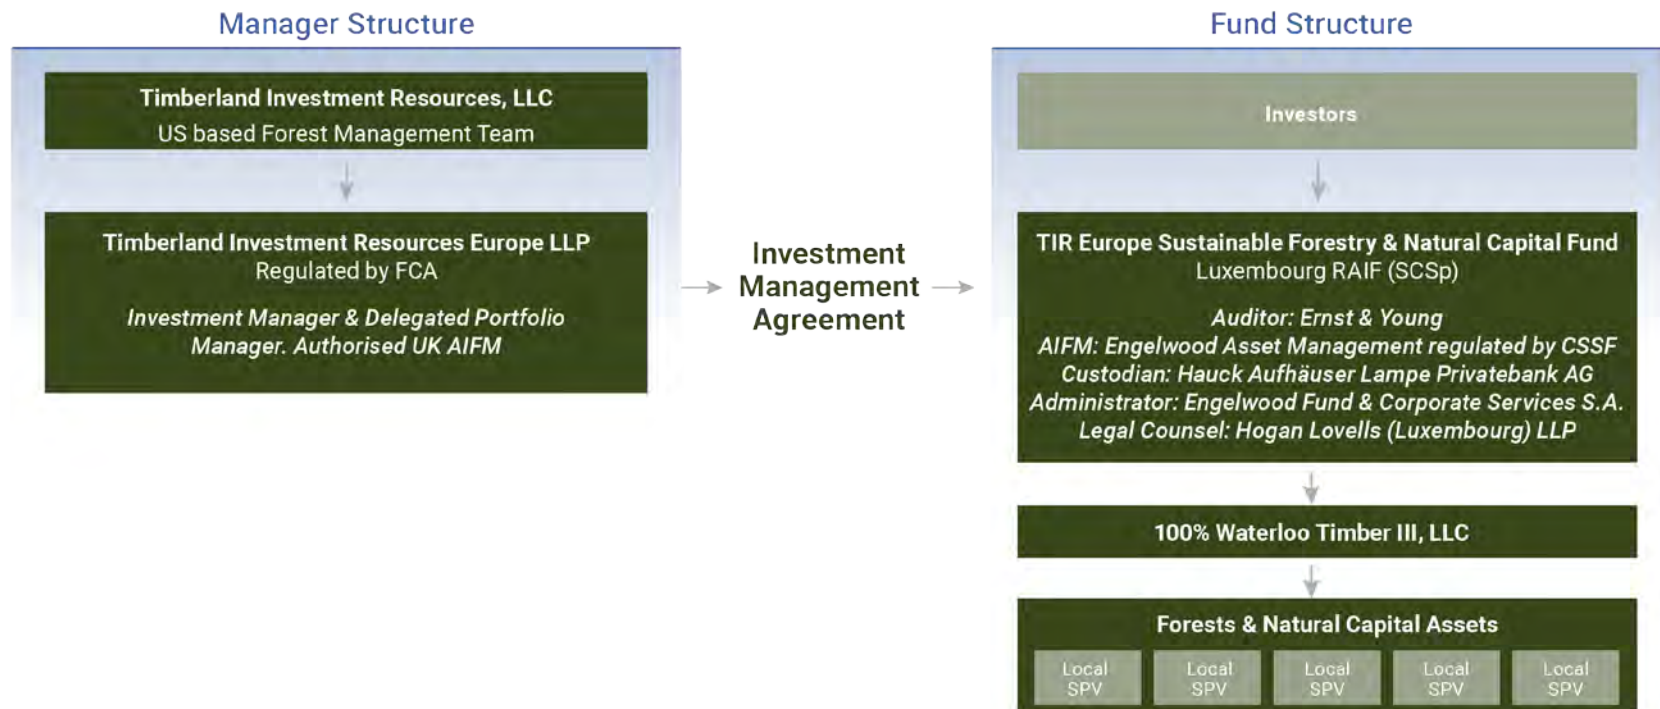 Manager Structure
Timberland Investment Resources, LLC
US based Forest Management Team
Timberland Investment Resources Europe LLP
Regulated by FCA
Investment Manager & Delegated Portfolio
Manager. Authorised UK AIFM
Investment
Management
Agreement
Fund Structure
Investors
TIR Europe Sustainable Forestry & Natural Capital Fund
Luxembourg RAIF (SCSp)
Auditor: Ernst & Young
AIFM: Engelwood Asset Management regulated by CSSF
Custodian: Hauck Aufhäuser Lampe Privatebank AG
Administrator: Engelwood Fund & Corporate Services S.A.
Legal Counsel: Hogan Lovells (Luxembourg) LLP
100% Waterloo Timber III, LLC
Forests & Natural Capital Assets
Local
SPV
Local
SPV
Local
SPV
Local
SPV
Local
SPV